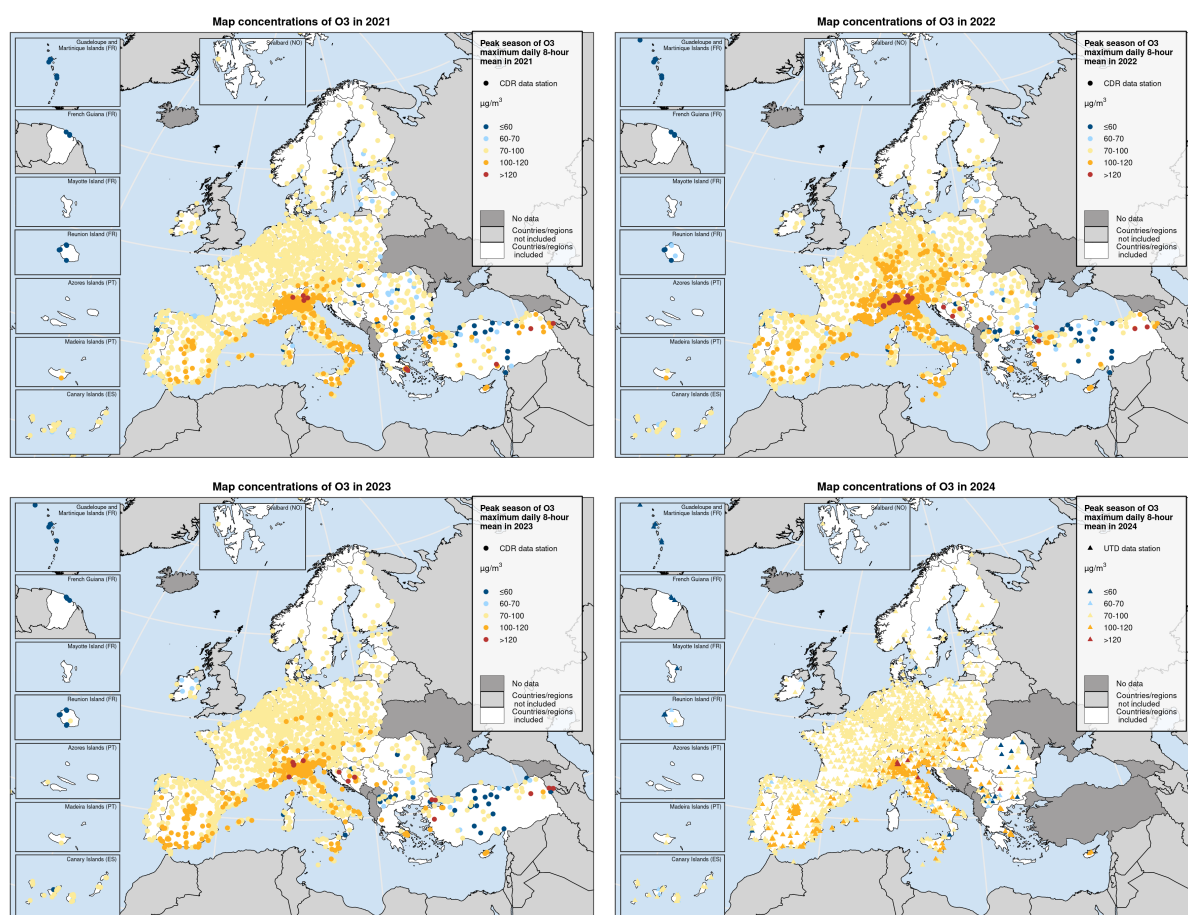 Map concentrations of O3 in 2021
Guadeloupe and
Martinique Islands (FR)
Svalbard (NO)
French Guiana (FR)
Mayotte Island (FR)
Reunion Island (FR)
Azores Islands (PT)
Madeira Islands (PT)
Canary Islands (ES)
Peak season of O3
maximum daily 8-hour
mean in 2021
CDR data station
µg/m3
≤60
60-70
70-100
100-120
>120
No data
Countries/regions
not included
Countries/regions
included
Map concentrations of O3 in 2022
Guadeloupe and
Martinique Islands (FR)
Svalbard (NO)
French Guiana (FR)
Mayotte Island (FR)
Reunion Island (FR)
Azores Islands (PT)
Madeira Islands (PT)
Canary Islands (ES)
Peak season of O3
maximum daily 8-hour
mean in 2022
CDR data station
µg/m3
≤60
60-70
70-100
100-120
>120
No data
Countries/regions
not included
Countries/regions
included
Map concentrations of O3 in 2023
Guadeloupe and
Martinique Islands (FR)
Svalbard (NO)
French Guiana (FR)
Mayotte Island (FR)
Reunion Island (FR)
Azores Islands (PT)
Madeira Islands (PT)
Canary Islands (ES)
Peak season of O3
maximum daily 8-hour
mean in 2023
CDR data station
µg/m3
≤60
60-70
70-100
100-120
>120
No data
Countries/regions
not included
Countries/regions
included
Map concentrations of O3 in 2024
Guadeloupe and
Martinique Islands (FR)
Svalbard (NO)
French Guiana (FR)
Mayotte Island (FR)
Reunion Island (FR)
Azores Islands (PT)
Madeira Islands (PT)
Canary Islands (ES)
Peak season of O3
maximum daily 8-hour
mean in 2024
UTD data station
µg/m3
≤60
60-70
70-100
100-120
>120
No data
Countries/regions
not included
Countries/regions
included